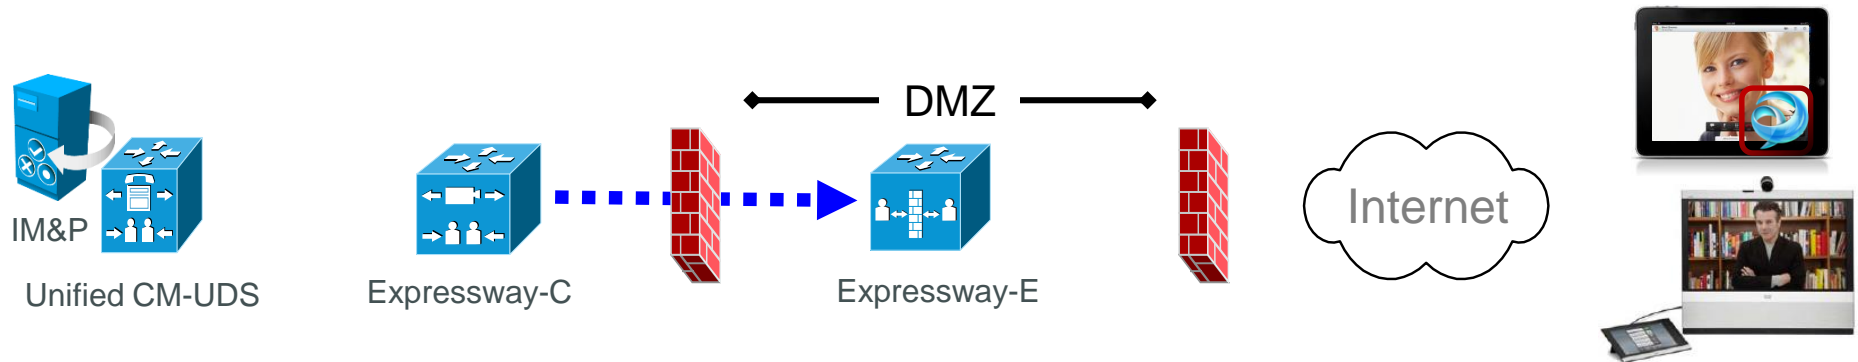 DMZ
Internet
IM&P
Unified CM-UDS
Expressway-C
Expressway-E